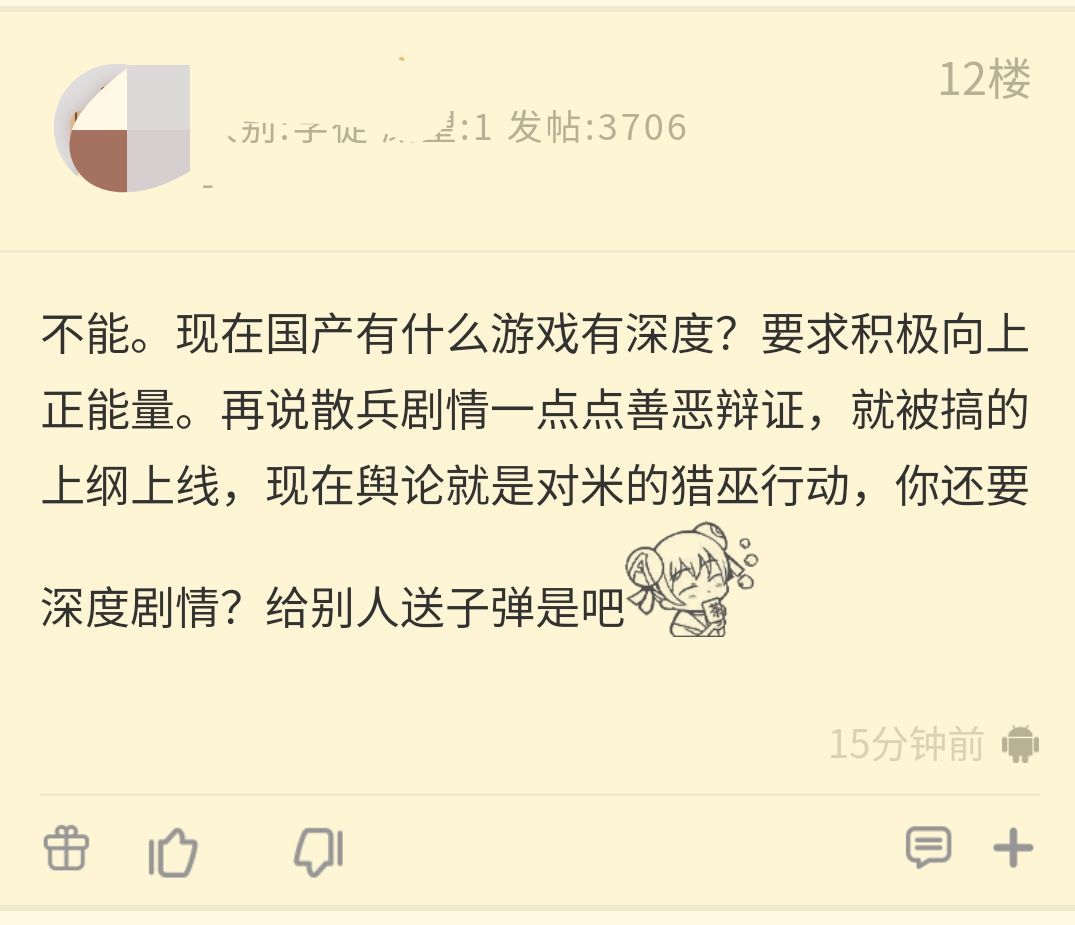 12楼
别:学徒 :1 发帖:3706
不能。现在国产有什么游戏有深度？要求积极向上
正能量。再说散兵剧情一点点善恶辩证，就被搞的
上纲上线，现在舆论就是对米的猎巫行动，你还要
深度剧情？给别人送子弹是吧
15分钟前